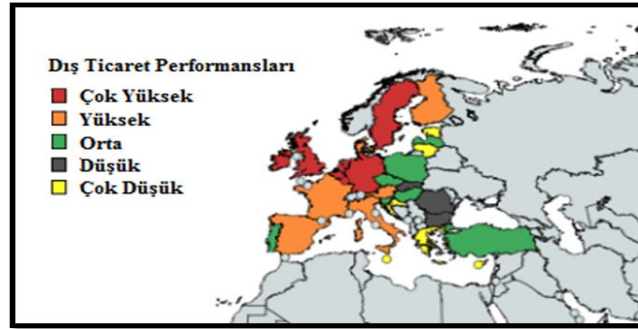 Dış Ticaret Performansları
Çok Yüksek
Yüksek
Orta
Düşük
Çok Düşük